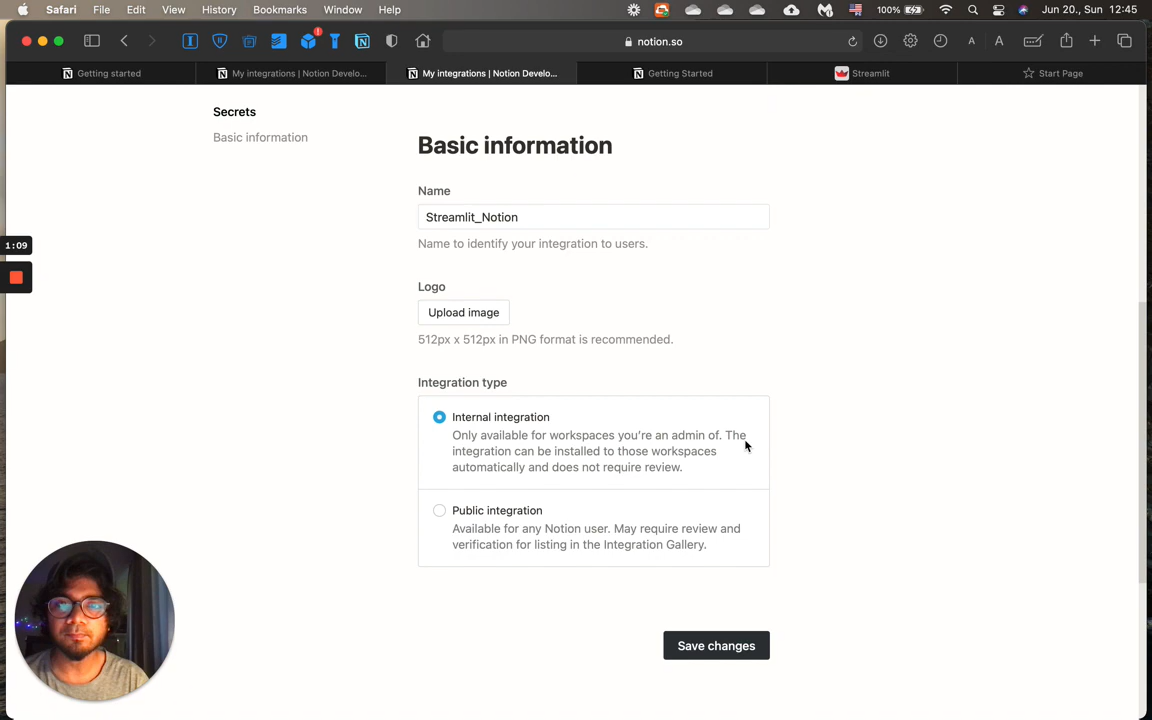 Safari File Edit View History Bookmarks Window Help 100% Jun 20., Sun 12:45
notion.so A A
Getting started My integrations | Notion Develo... My integrations | Notion Develo... Getting Started Streamlit Start Page
Secrets
Basic information
Basic information
Name
Streamlit_Notion
Name to identify your integration to users.
1:09
Logo
Upload image
512px x 512px in PNG format is recommended.
Integration type
Internal integration
Only available for workspaces you're an admin of. The
integration can be installed to those workspaces
automatically and does not require review.
Public integration
Available for any Notion user. May require review and
verification for listing in the Integration Gallery.
Save changes